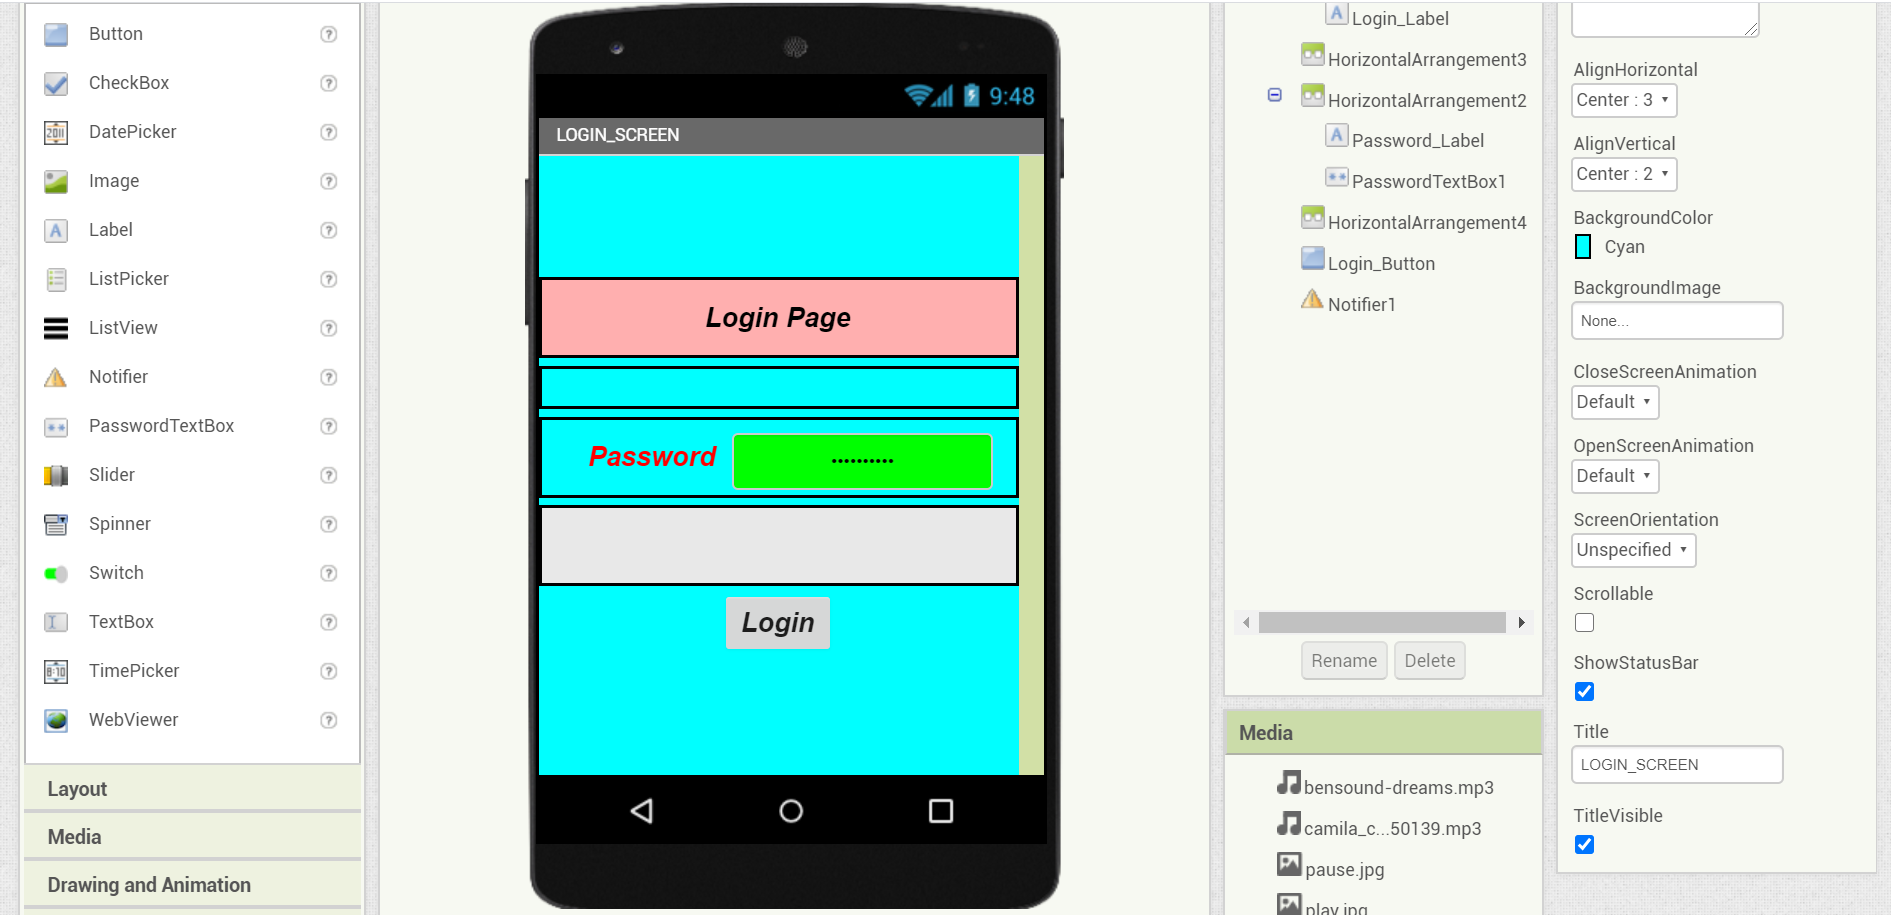 Button
CheckBox
DatePicker
Image
Label
ListPicker
ListView
Notifier
PasswordTextBox
Slider
Spinner
Switch
TextBox
TimePicker
WebViewer
Layout
Media
Drawing and Animation
9:48
LOGIN_SCREEN
Login Page
Password
Login
Login_Label
HorizontalArrangement3
HorizontalArrangement2
Password_Label
PasswordTextBox1
HorizontalArrangement4
Login_Button
Notifier1
Rename Delete
Media
bensound-dreams.mp3
camila_c...50139.mp3
pause.jpg
play.jpg
AlignHorizontal
Center : 3
AlignVertical
Center : 2
BackgroundColor
Cyan
BackgroundImage
None...
CloseScreenAnimation
Default
OpenScreenAnimation
Default
ScreenOrientation
Unspecified
Scrollable
ShowStatusBar
Title
LOGIN_SCREEN
TitleVisible